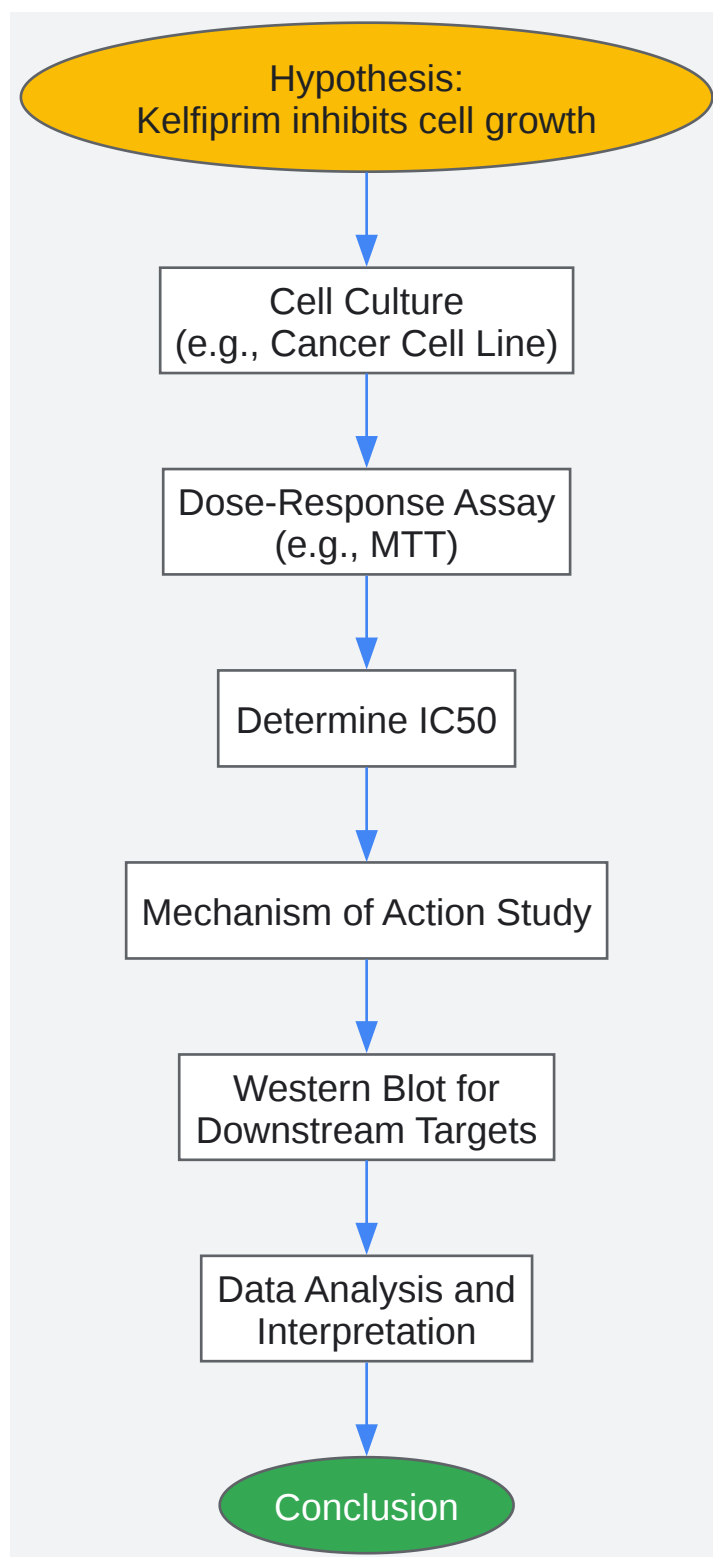 Hypothesis:
Kelfiprim inhibits cell growth
Cell Culture
(e.g., Cancer Cell Line)
Dose-Response Assay
(e.g., MTT)
Determine IC50
Mechanism of Action Study
Western Blot for
Downstream Targets
Data Analysis and
Interpretation
Conclusion